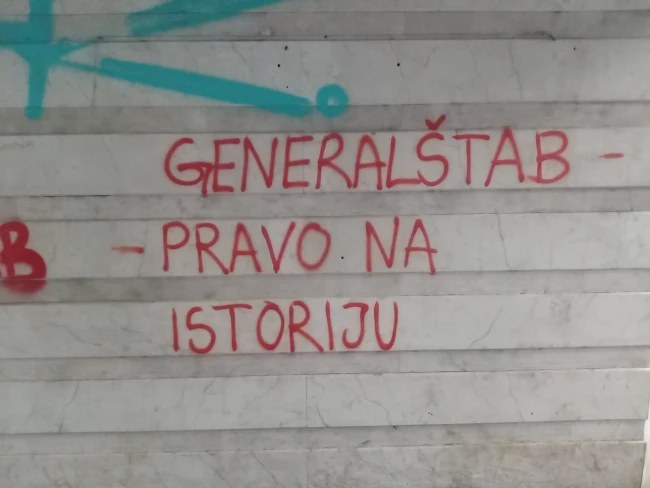 GENERALŠTAB -
- PRAVO NA
ISTORIJU